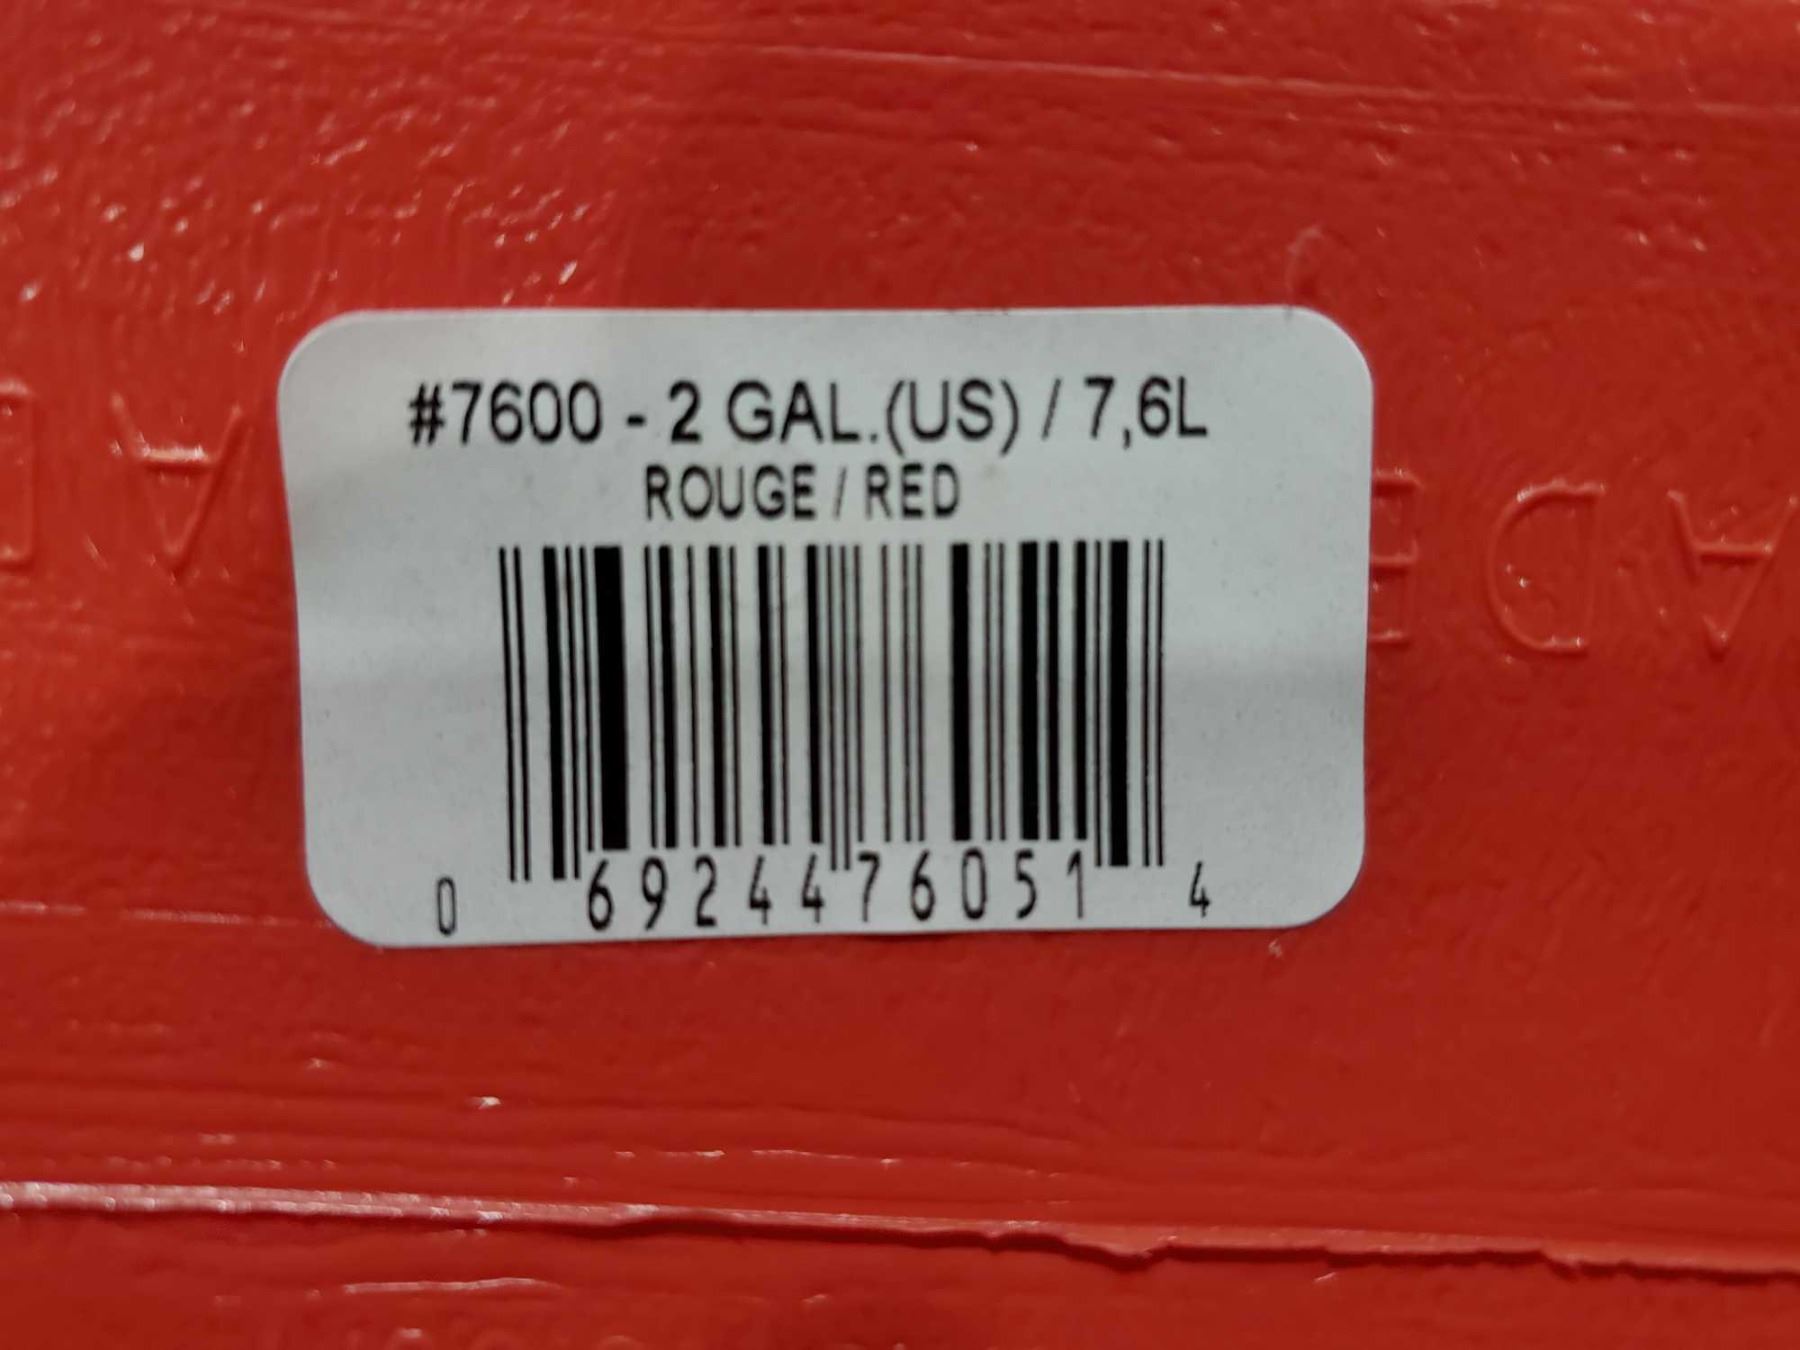 #7600 - 2 GAL.(US) / 7,6L
ROUGE / RED
0 69244 76051 4